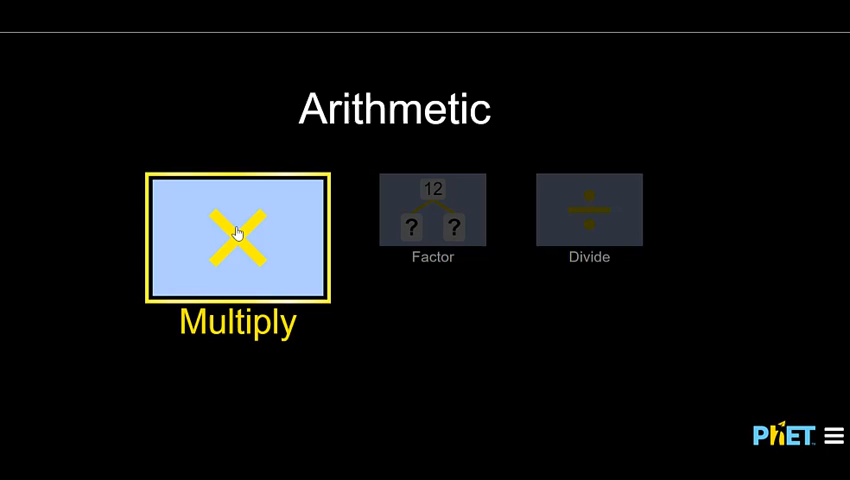 Arithmetic
12
? ?
Multiply
Factor
Divide
PhET